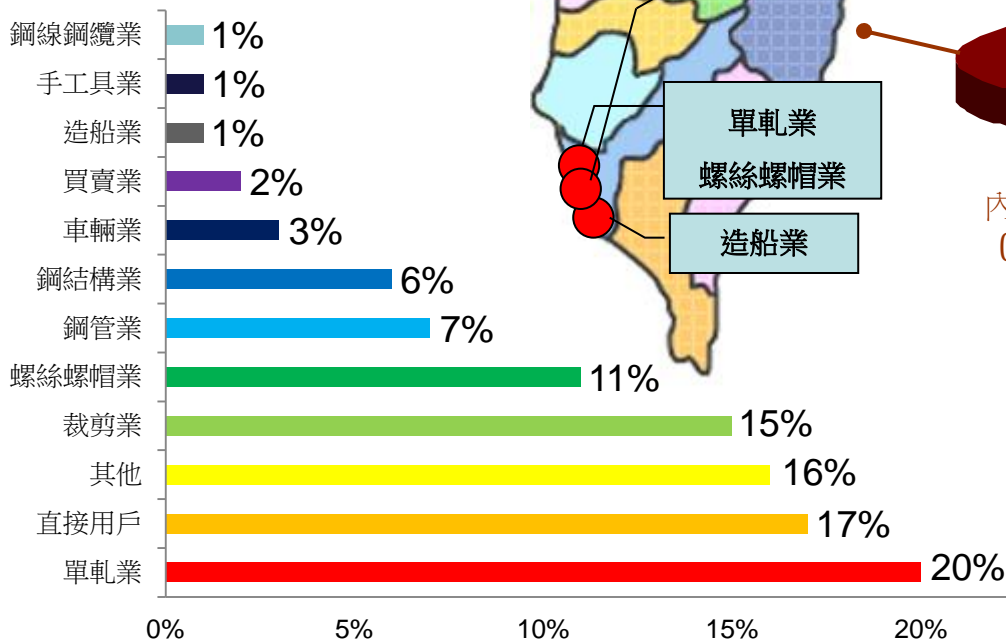 鋼線鋼纜業 1%
手工具業 1%
造船業 1%
買賣業 2%
車輛業 3%
鋼結構業 6%
鋼管業 7%
螺絲螺帽業 11%
裁剪業 15%
其他 16%
直接用戶 17%
單軋業 20%
0% 5% 10% 15% 20%
單軋業
螺絲螺帽業
造船業